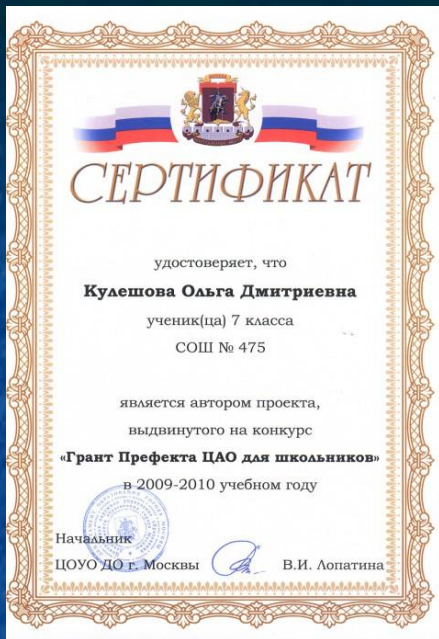 СЕРТИФИКАТ
удостоверяет, что
Кулешова Ольга Дмитриевна
ученик(ца) 7 класса
СОШ № 475
является автором проекта,
выдвинутого на конкурс
«Грант Префекта ЦАО для школьников»
в 2009-2010 учебном году
Начальник
ЦОУО ДО г. Москвы В.И. Лопатина